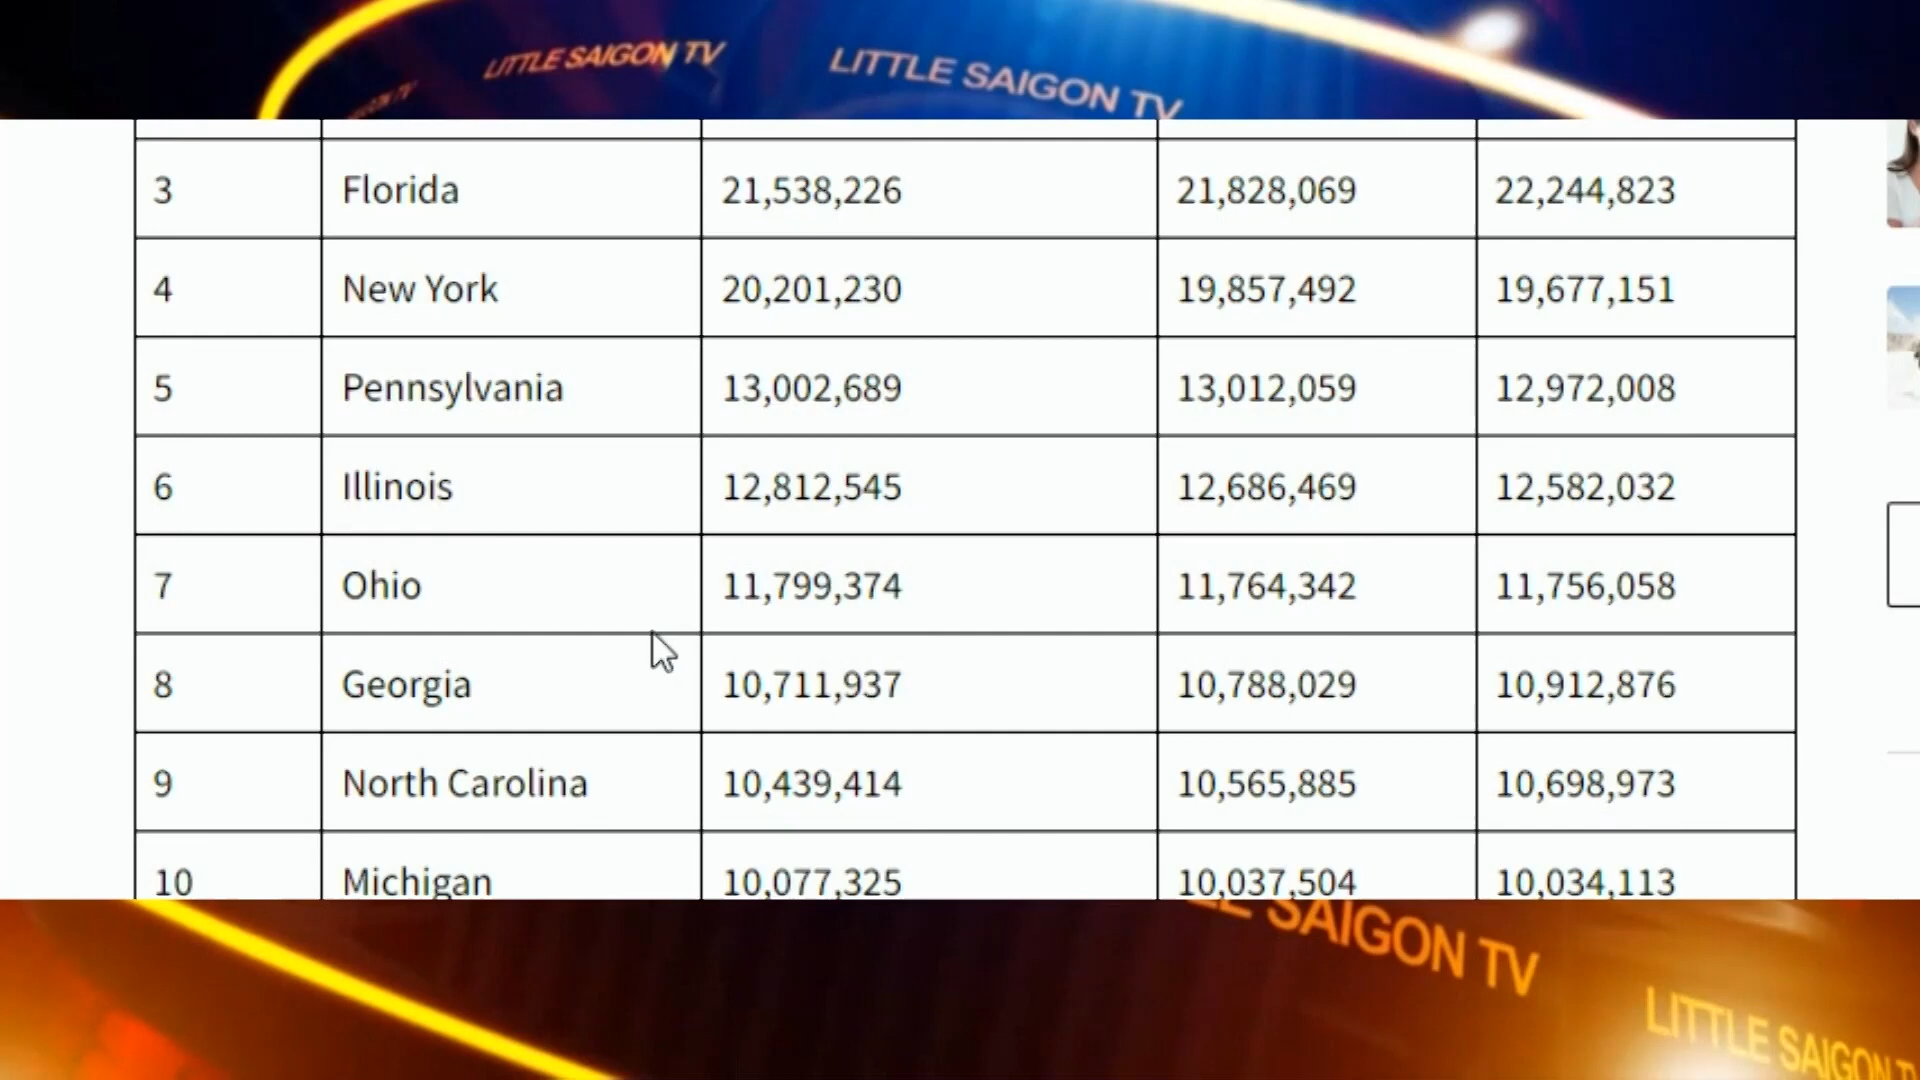 LITTLE SAIGON TV
LITTLE SAIGON TV
3 Florida 21,538,226 21,828,069 22,244,823
4 New York 20,201,230 19,857,492 19,677,151
5 Pennsylvania 13,002,689 13,012,059 12,972,008
6 Illinois 12,812,545 12,686,469 12,582,032
7 Ohio 11,799,374 11,764,342 11,756,058
8 Georgia 10,711,937 10,788,029 10,912,876
9 North Carolina 10,439,414 10,565,885 10,698,973
10 Michigan 10,077,325 10,037,504 10,034,113
SAIGON TV
LITTLE SAIGON